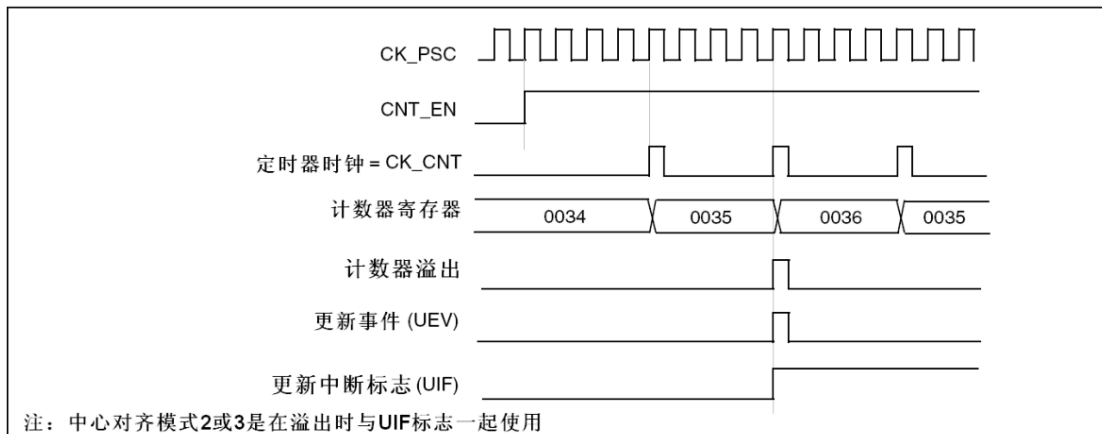 CK_PSC
CNT_EN
定时器时钟 = CK_CNT
计数器寄存器 0034 0035 0036 0035
计数器溢出
更新事件 (UEV)
更新中断标志 (UIF)
注：中心对齐模式2或3是在溢出时与UIF标志一起使用